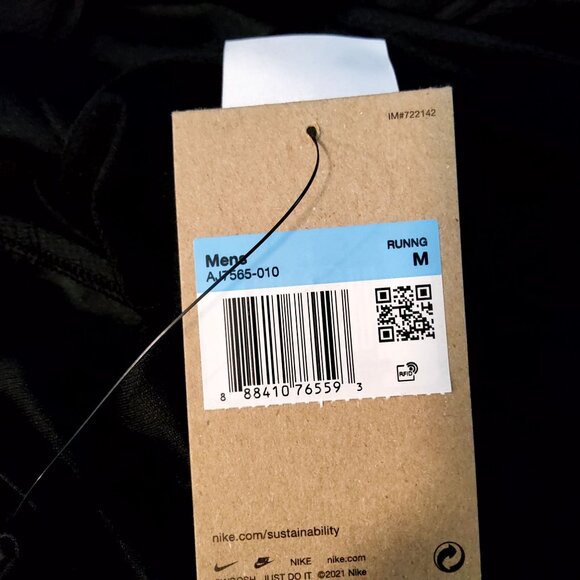 IM#722142
Mens RUNNG
AJ7565-010 M
8 88410 76559 3
RFID
nike.com/sustainability
NIKE nike.com
SWOOSH JUST DO IT ©2021 Nike